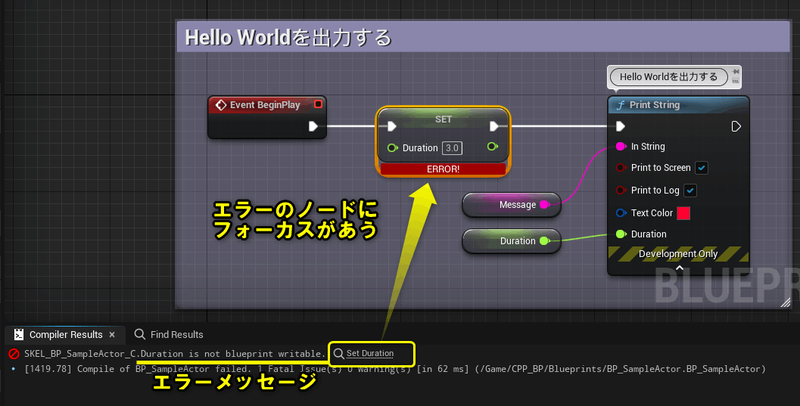 Hello Worldを出力する
Hello Worldを出力する
Event BeginPlay
SET
Duration 3.0
ERROR!
Print String
In String
Print to Screen
Print to Log
Text Color
Duration
Development Only
Message
Duration
エラーのノードに
フォーカスがあう
BLUEPR
Compiler Results
Find Results
SKEL_BP_SampleActor_C.Duration is not blueprint writable. Set Duration
[1419.78] Compile of BP_SampleActor failed. 1 Fatal Issue(s) 0 Warning(s) [in 62 ms] (/Game/CPP_BP/Blueprints/BP_SampleActor.BP_SampleActor)
エラーメッセージ